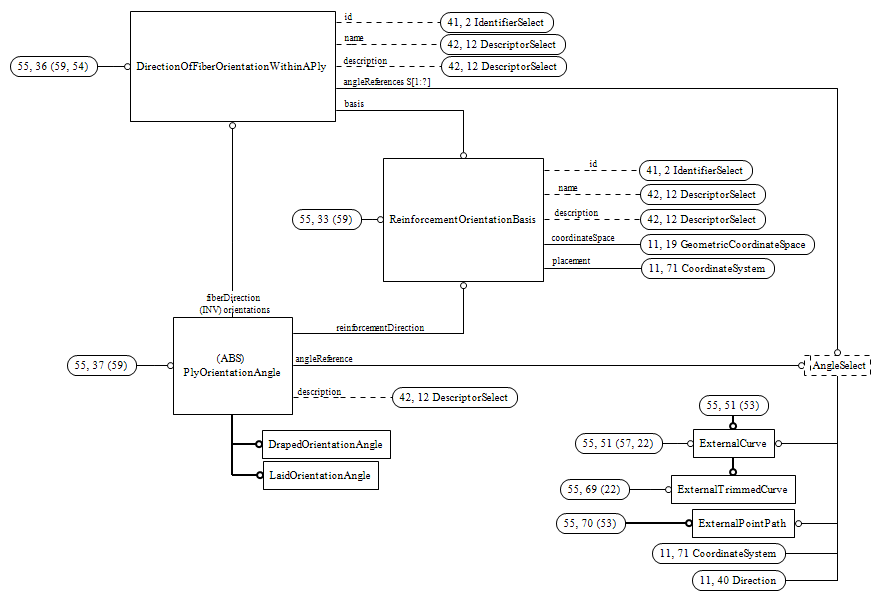 id
41, 2 IdentifierSelect
name
42, 12 DescriptorSelect
55, 36 (59, 54)
DirectionOfFiberOrientationWithinAPly
description
42, 12 DescriptorSelect
angleReferences S[1:?]
basis
id
41, 2 IdentifierSelect
name
42, 12 DescriptorSelect
55, 33 (59)
ReinforcementOrientationBasis
description
42, 12 DescriptorSelect
coordinateSpace
11, 19 GeometricCoordinateSpace
placement
11, 71 CoordinateSystem
fiberDirection
(INV) orientations
reinforcementDirection
55, 37 (59)
(ABS)
PlyOrientationAngle
angleReference
AngleSelect
description
42, 12 DescriptorSelect
55, 51 (53)
DrapedOrientationAngle
55, 51 (57, 22)
ExternalCurve
LaidOrientationAngle
55, 69 (22)
ExternalTrimmedCurve
55, 70 (53)
ExternalPointPath
11, 71 CoordinateSystem
11, 40 Direction